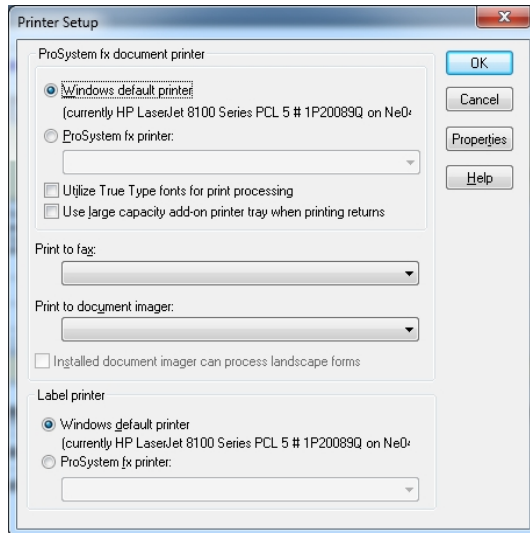 Printer Setup
ProSystem fx document printer
Windows default printer
(currently HP LaserJet 8100 Series PCL 5 # 1P20089Q on Ne04
ProSystem fx printer:
Utilize True Type fonts for print processing
Use large capacity add-on printer tray when printing returns
Print to fax:
Print to document imager:
Installed document imager can process landscape forms
Label printer
Windows default printer
(currently HP LaserJet 8100 Series PCL 5 # 1P20089Q on Ne04
ProSystem fx printer:
OK
Cancel
Properties
Help